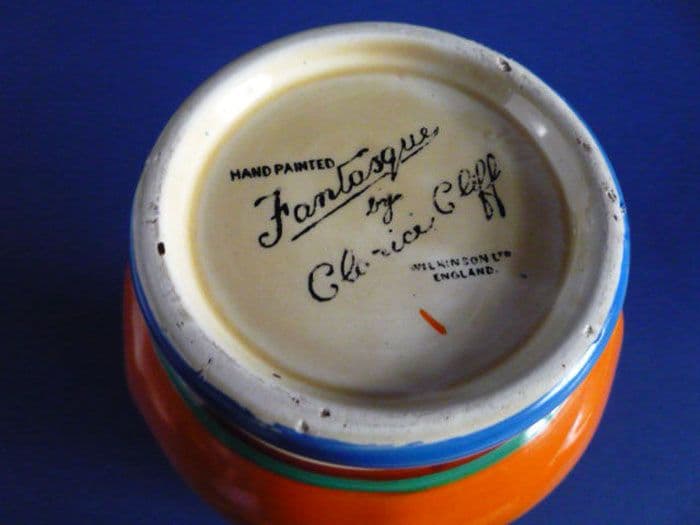 HAND PAINTED
Fantasque
by
Clarice Cliff
WILKINSON LTD
ENGLAND.